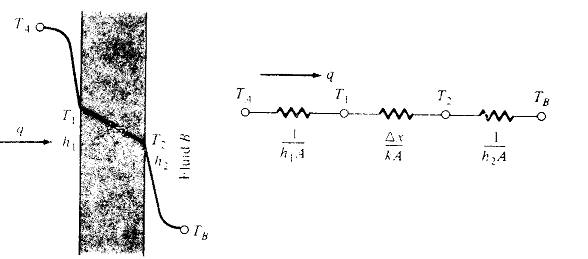 T_A
T_1
q
h_1
T_2
h_2
Fluid B
T_B
q
T_A
T_1
T_2
T_B
1/(h_1A)
Δx/(kA)
1/(h_2A)